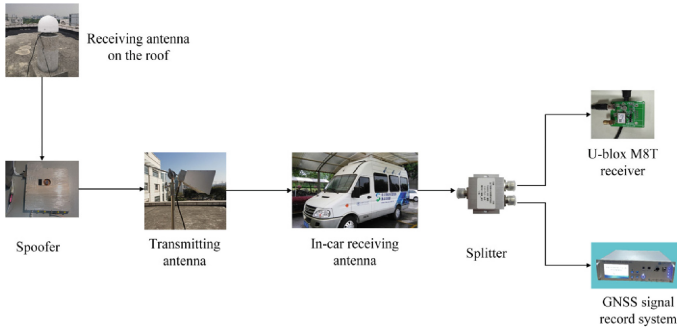 Receiving antenna
on the roof
U-blox M8T
receiver
Spoofer
Transmitting
antenna
In-car receiving
antenna
Splitter
GNSS signal
record system